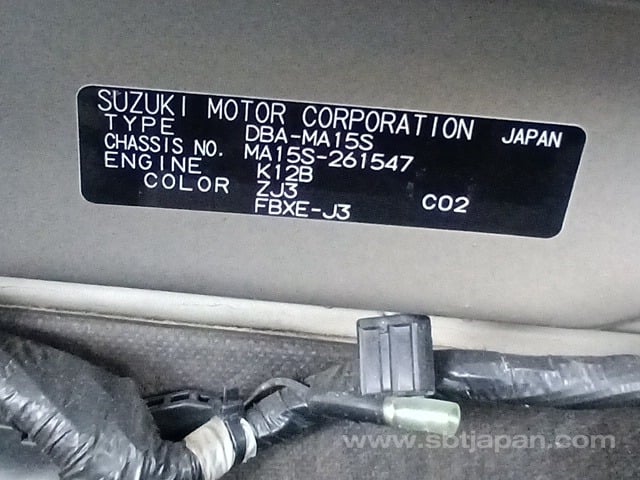 SUZUKI MOTOR CORPORATION JAPAN
TYPE DBA-MA15S
CHASSIS NO. MA15S-261547
ENGINE K12B
COLOR ZJ3
FBXE-J3 C02
www.sbtjapan.com